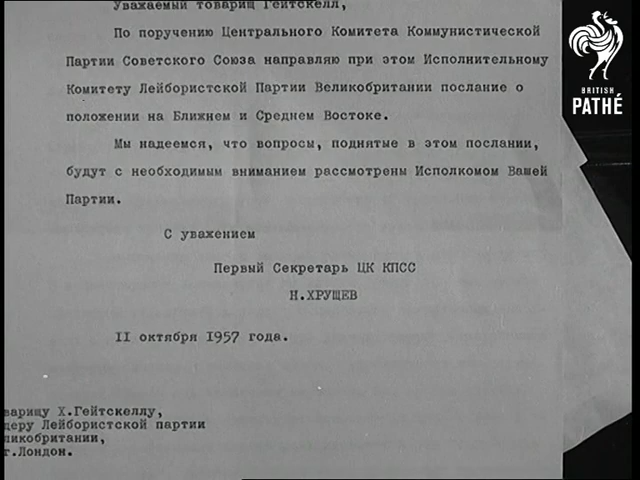 Уважаемый товарищ Гейтскелл,
По поручению Центрального Комитета Коммунистической
Партии Советского Союза направляю при этом Исполнительному
Комитету Лейбористской Партии Великобритании послание о
положении на Ближнем и Среднем Востоке.
Мы надеемся, что вопросы, поднятые в этом послании,
будут с необходимым вниманием рассмотрены Исполкомом Вашей
Партии.
С уважением
Первый Секретарь ЦК КПСС
Н.ХРУЩЕВ
11 октября 1957 года.
варищу Х.Гейтскеллу,
деру Лейбористской партии
ликобритании,
г.Лондон.
BRITISH
PATHÉ